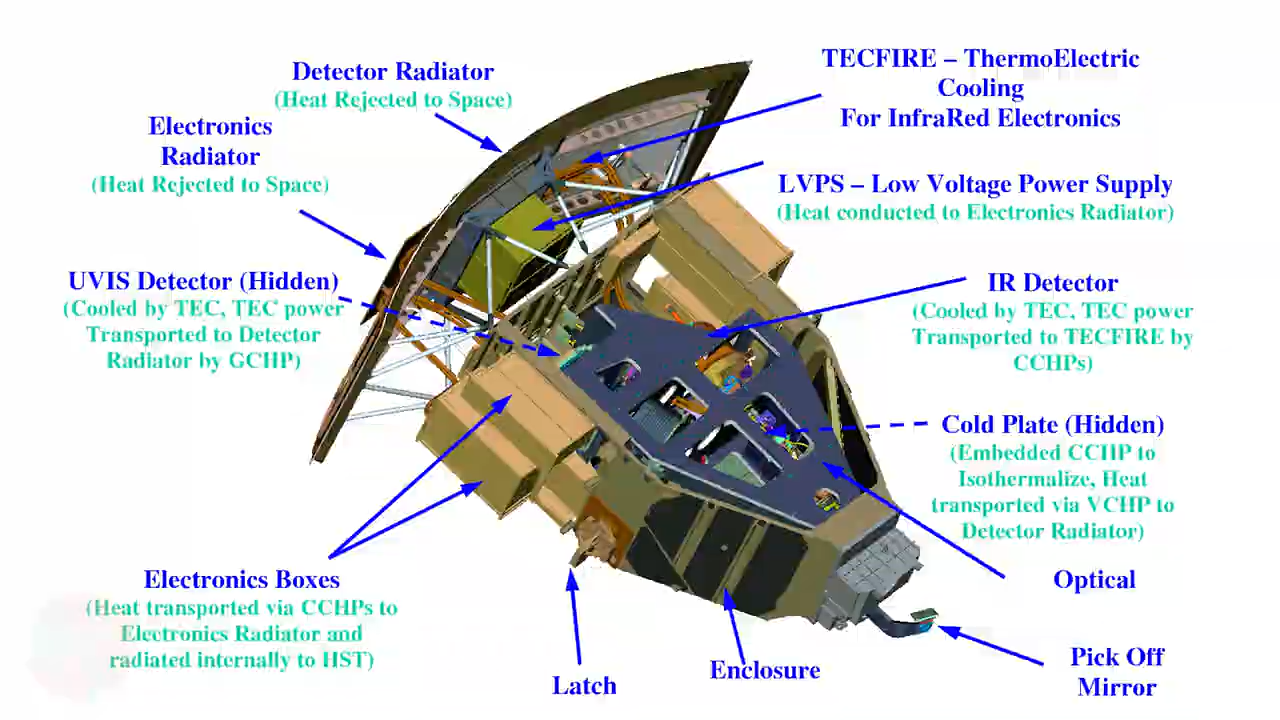 Detector Radiator
(Heat Rejected to Space)
TECFIRE – ThermoElectric
Cooling
For InfraRed Electronics
Electronics
Radiator
(Heat Rejected to Space)
LVPS – Low Voltage Power Supply
(Heat conducted to Electronics Radiator)
UVIS Detector (Hidden)
(Cooled by TEC, TEC power
Transported to Detector
Radiator by GCHP)
IR Detector
(Cooled by TEC, TEC power
Transported to TECFIRE by
CCHPs)
Cold Plate (Hidden)
(Embedded CCHP to
Isothermalize, Heat
transported via VCHP to
Detector Radiator)
Electronics Boxes
(Heat transported via CCHPs to
Electronics Radiator and
radiated internally to HST)
Optical
Latch
Enclosure
Pick Off
Mirror